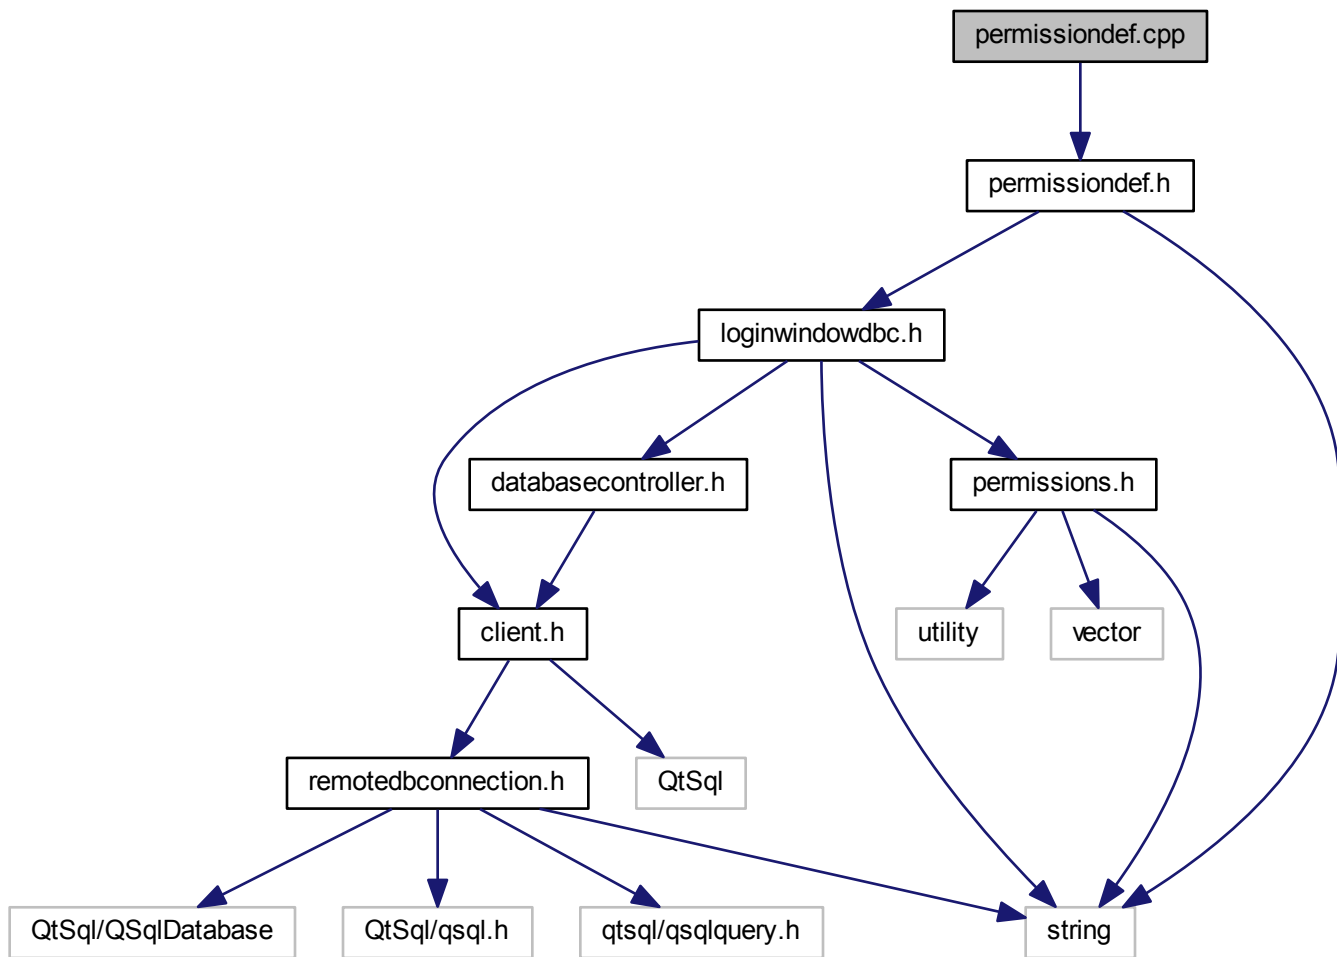 permissiondef.cpp
permissiondef.h
loginwindowdbc.h
databasecontroller.h
permissions.h
client.h
utility
vector
remotedbconnection.h
QtSql
QtSql/QSqlDatabase
QtSql/qsql.h
qtsql/qsqlquery.h
string